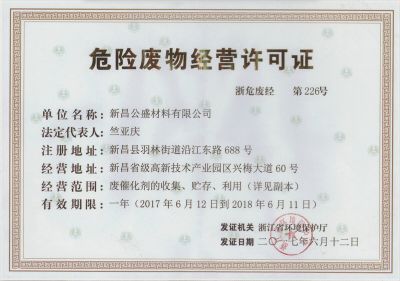 危险废物经营许可证
浙危废经 第226号
单位名称：新昌公盛材料有限公司
法定代表人：竺亚庆
注册地址：新昌县羽林街道沿江东路688号
经营地址：新昌省级高新技术产业园区兴梅大道60号
经营范围：废催化剂的收集、贮存、利用（详见副本）
有效期限：一年（2017年6月12日到2018年6月11日）
发证机关 浙江省环境保护厅
发证日期 二〇一七年六月十二日